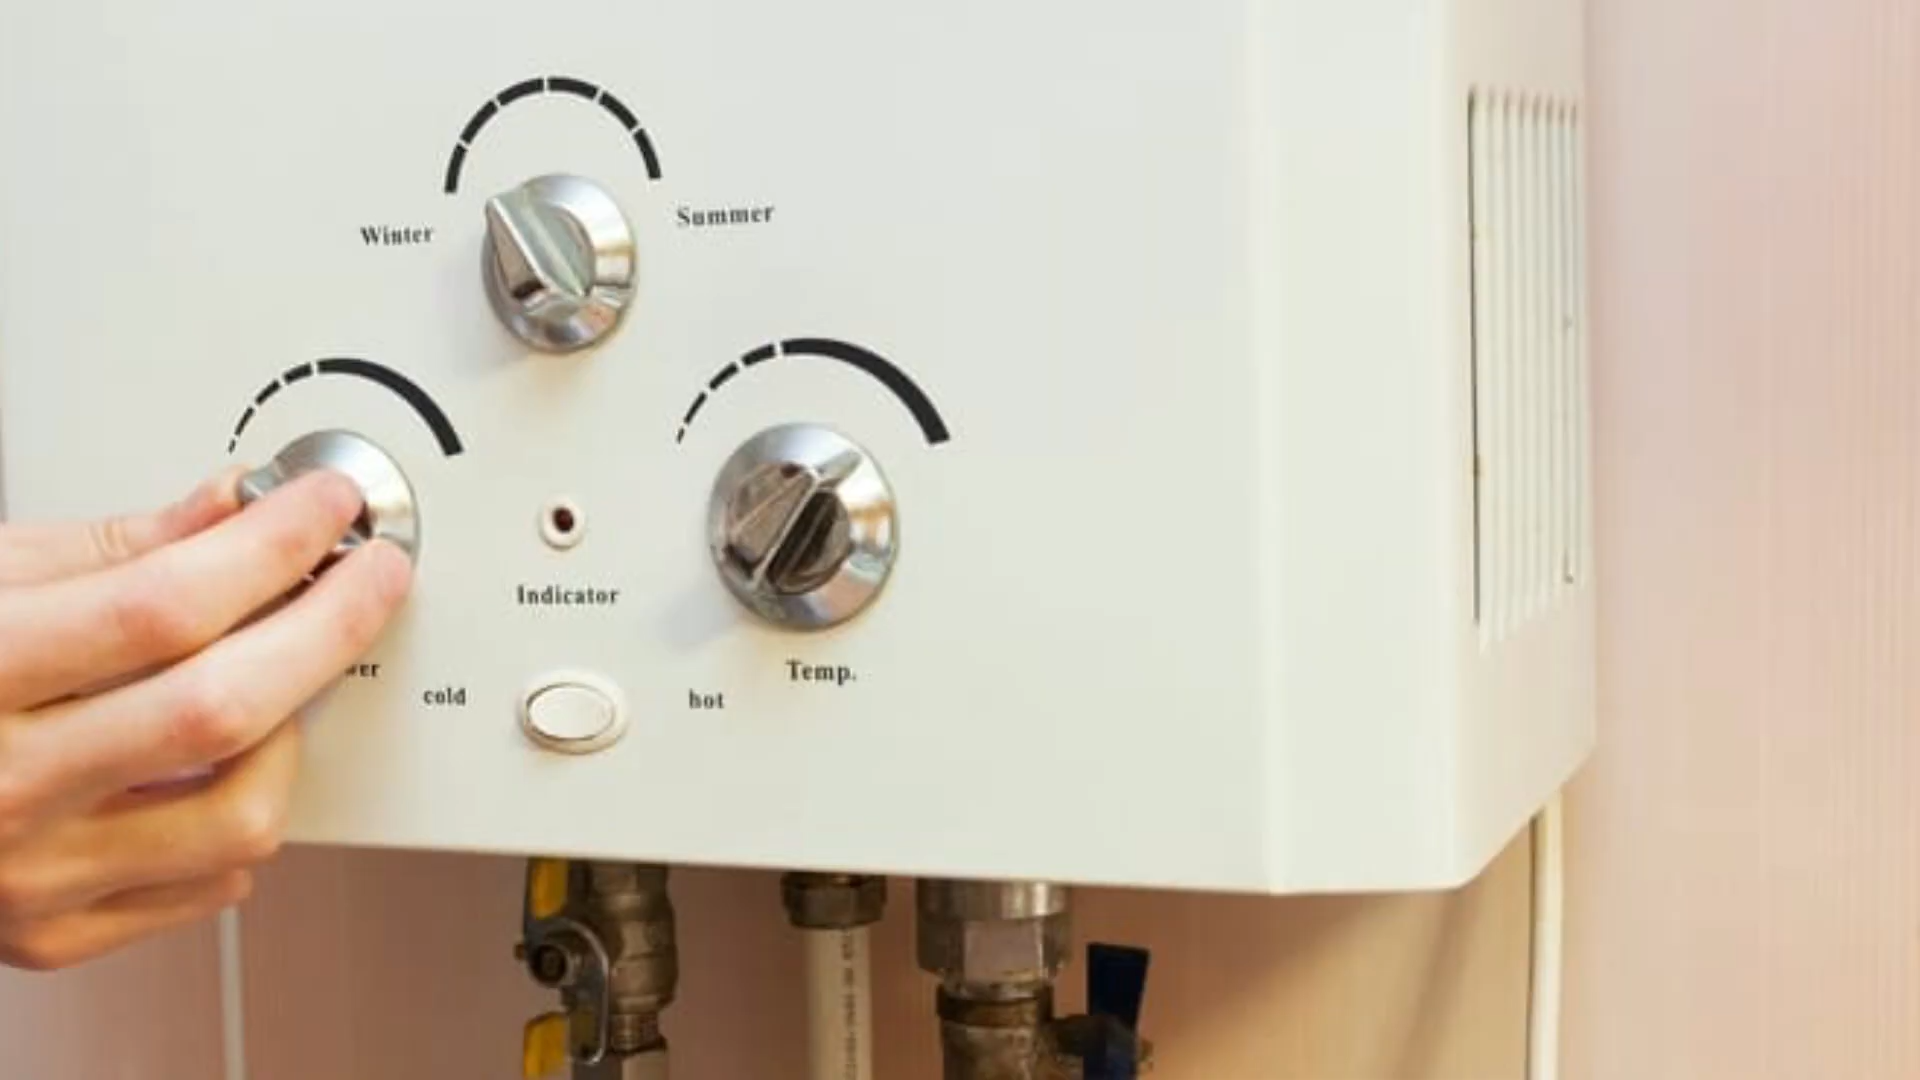 Winter
Summer
Indicator
Temp.
cold
hot